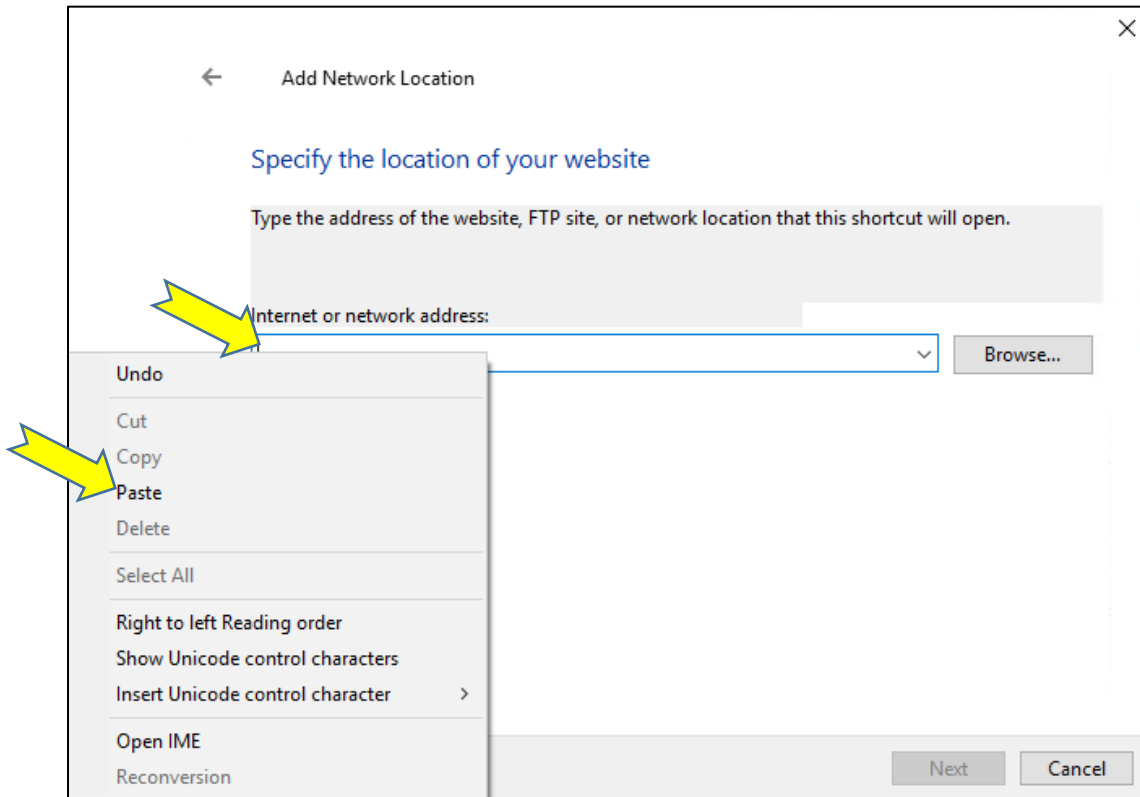 Add Network Location
Specify the location of your website
Type the address of the website, FTP site, or network location that this shortcut will open.
Internet or network address:
Browse...
Undo
Cut
Copy
Paste
Delete
Select All
Right to left Reading order
Show Unicode control characters
Insert Unicode control character
Open IME
Reconversion
Next
Cancel